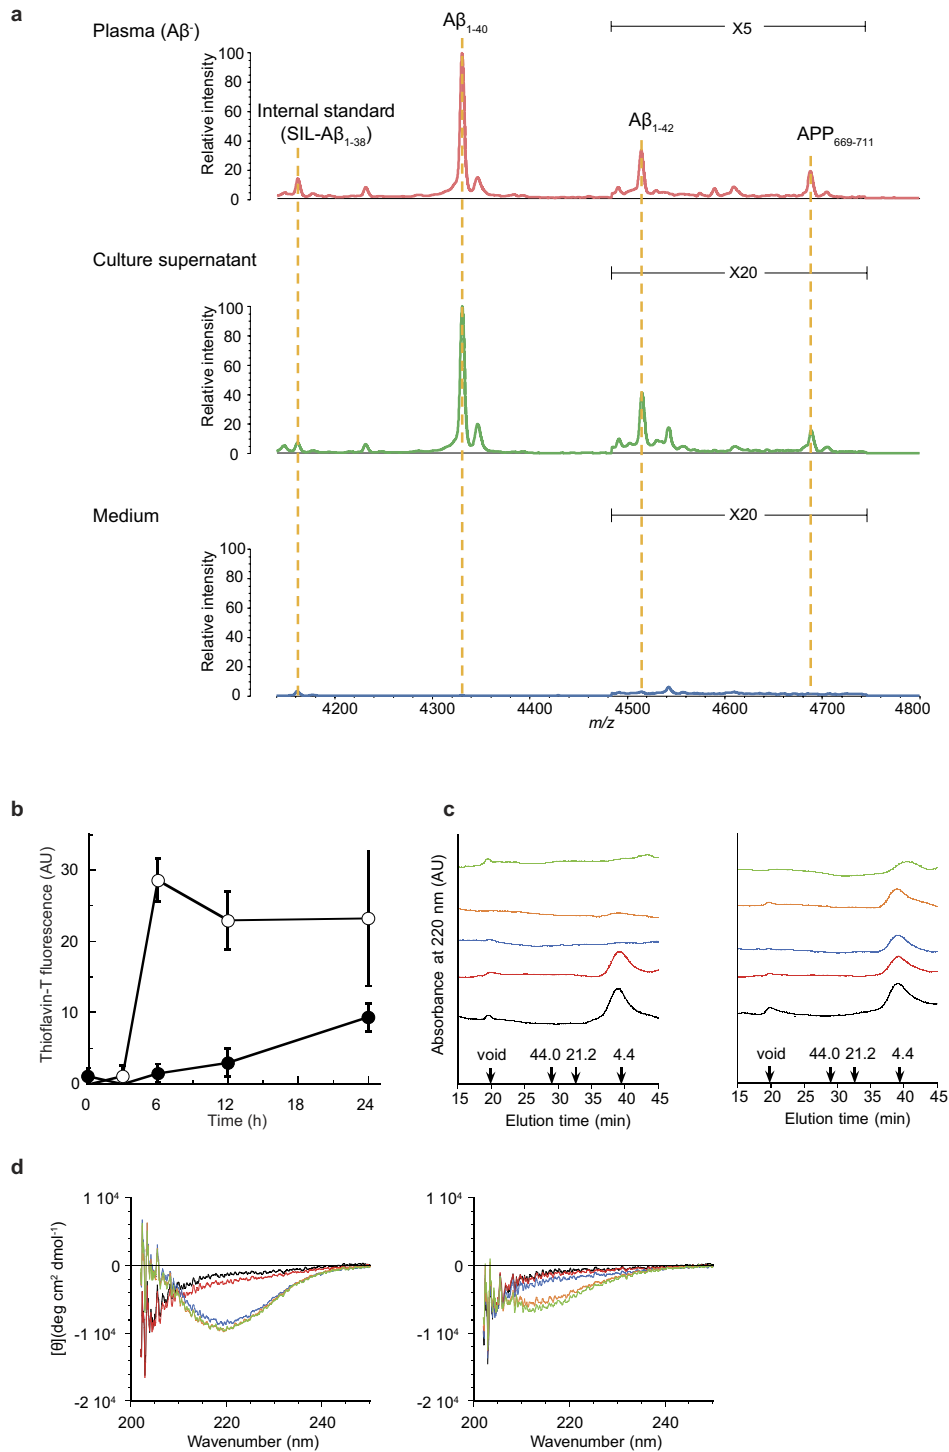 a
Plasma (Aβ⁻)
Aβ₁₋₄₀
X5
Internal standard
(SIL-Aβ₁₋₃₈)
Aβ₁₋₄₂
APP₆₆₉₋₇₁₁
Relative intensity
100
80
60
40
20
0
Culture supernatant
X20
Relative intensity
100
80
60
40
20
0
Medium
X20
Relative intensity
100
80
60
40
20
0
4200 4300 4400 4500 4600 4700 4800
m/z
b
Thioflavin-T fluorescence (AU)
30
20
10
0
0 6 12 18 24
Time (h)
c
Absorbance at 220 nm (AU)
void 44.0 21.2 4.4
15 20 25 30 35 40 45
Elution time (min)
void 44.0 21.2 4.4
15 20 25 30 35 40 45
Elution time (min)
d
[θ](deg cm² dmol⁻¹)
1 10⁴
0
-1 10⁴
-2 10⁴
200 220 240
Wavenumber (nm)
1 10⁴
0
-1 10⁴
-2 10⁴
200 220 240
Wavenumber (nm)